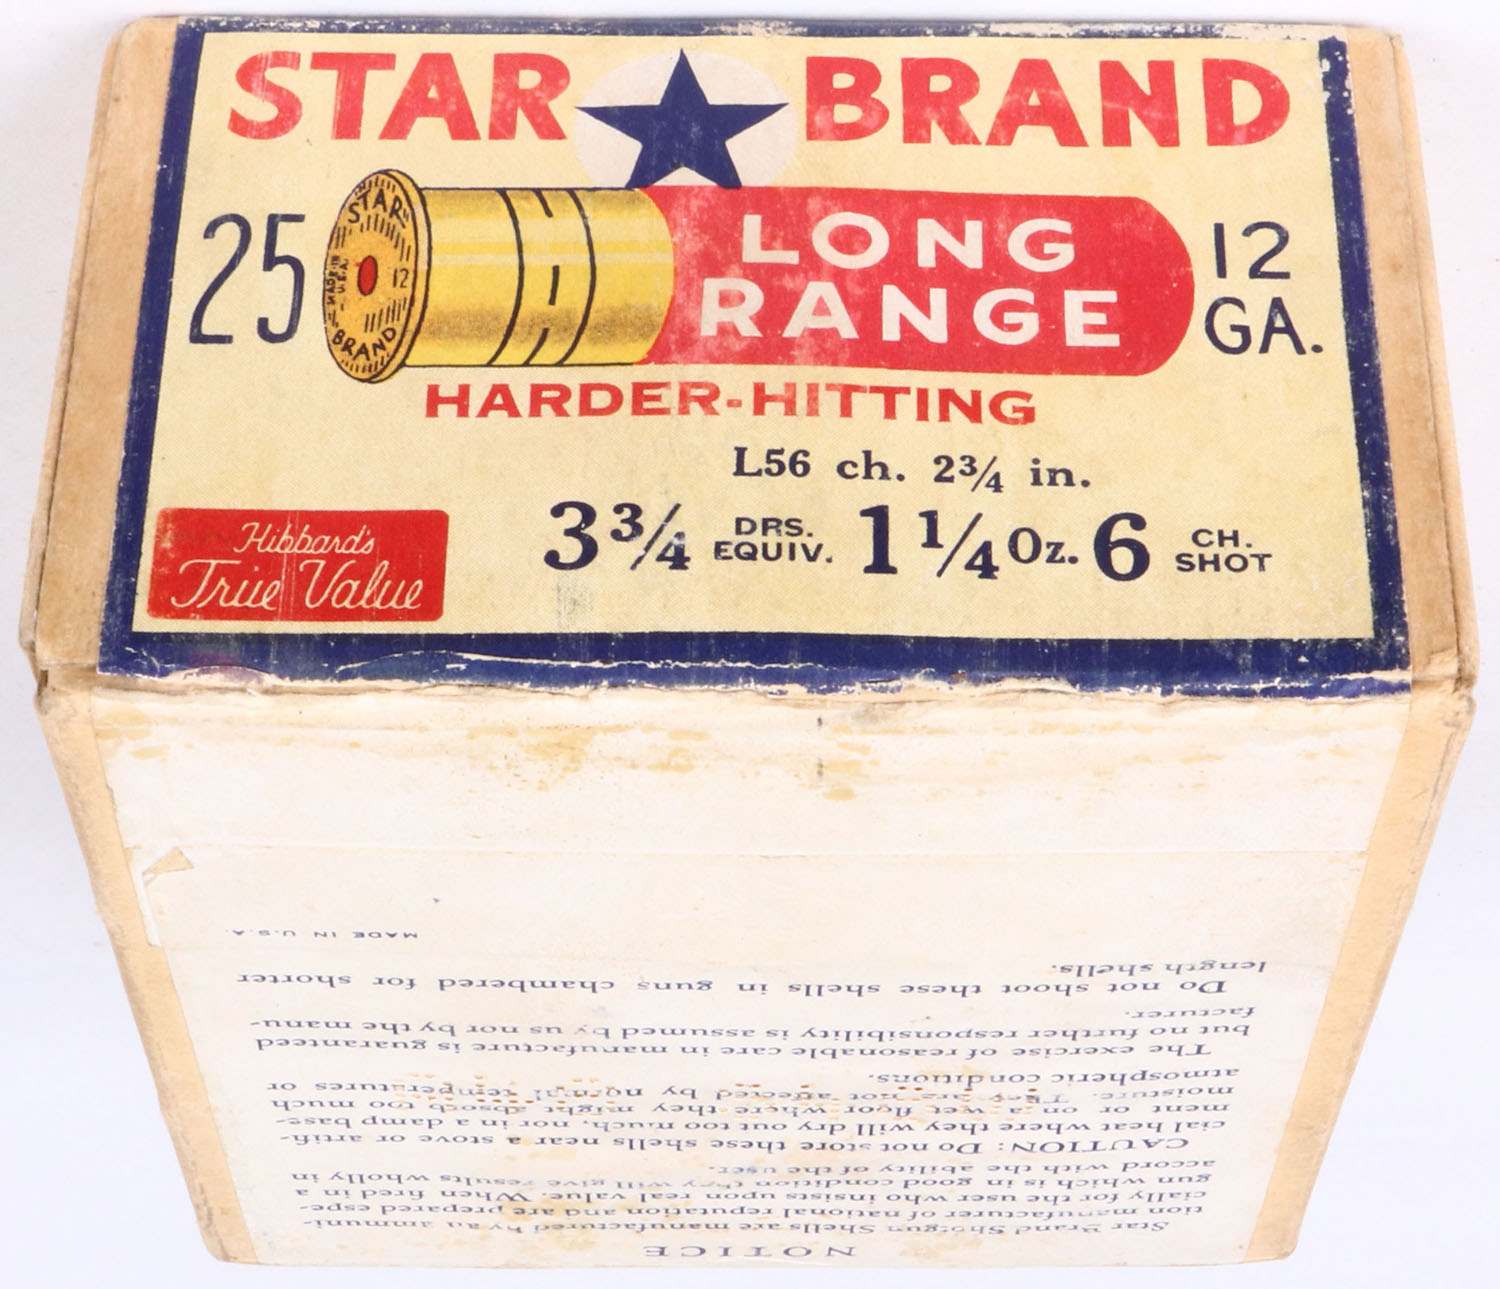 STAR BRAND
25
"STAR"
12
MADE IN
U.S.A.
BRAND
LONG
RANGE
12
GA.
HARDER-HITTING
L56 ch. 2¾ in.
3¾ DRS. EQUIV. 1¼ Oz. 6 CH. SHOT
Hibbard's
True Value
NOTICE
Star Brand Shotgun Shells are manufactured by an ammuni-
tion manufacturer of national reputation and are prepared espe-
cially for the user who insists upon real value. When fired in a
gun which is in good condition they will give results wholly in
accord with the ability of the user.
CAUTION: Do not store these shells near a stove or artifi-
cial heat where they will dry out too much, nor in a damp base-
ment or on a wet floor where they might absorb too much
moisture. They are not affected by normal temperatures or
atmospheric conditions.
The exercise of reasonable care in manufacture is guaranteed
but no further responsibility is assumed by us nor by the manu-
facturer.
Do not shoot these shells in guns chambered for shorter
length shells.
MADE IN U.S.A.